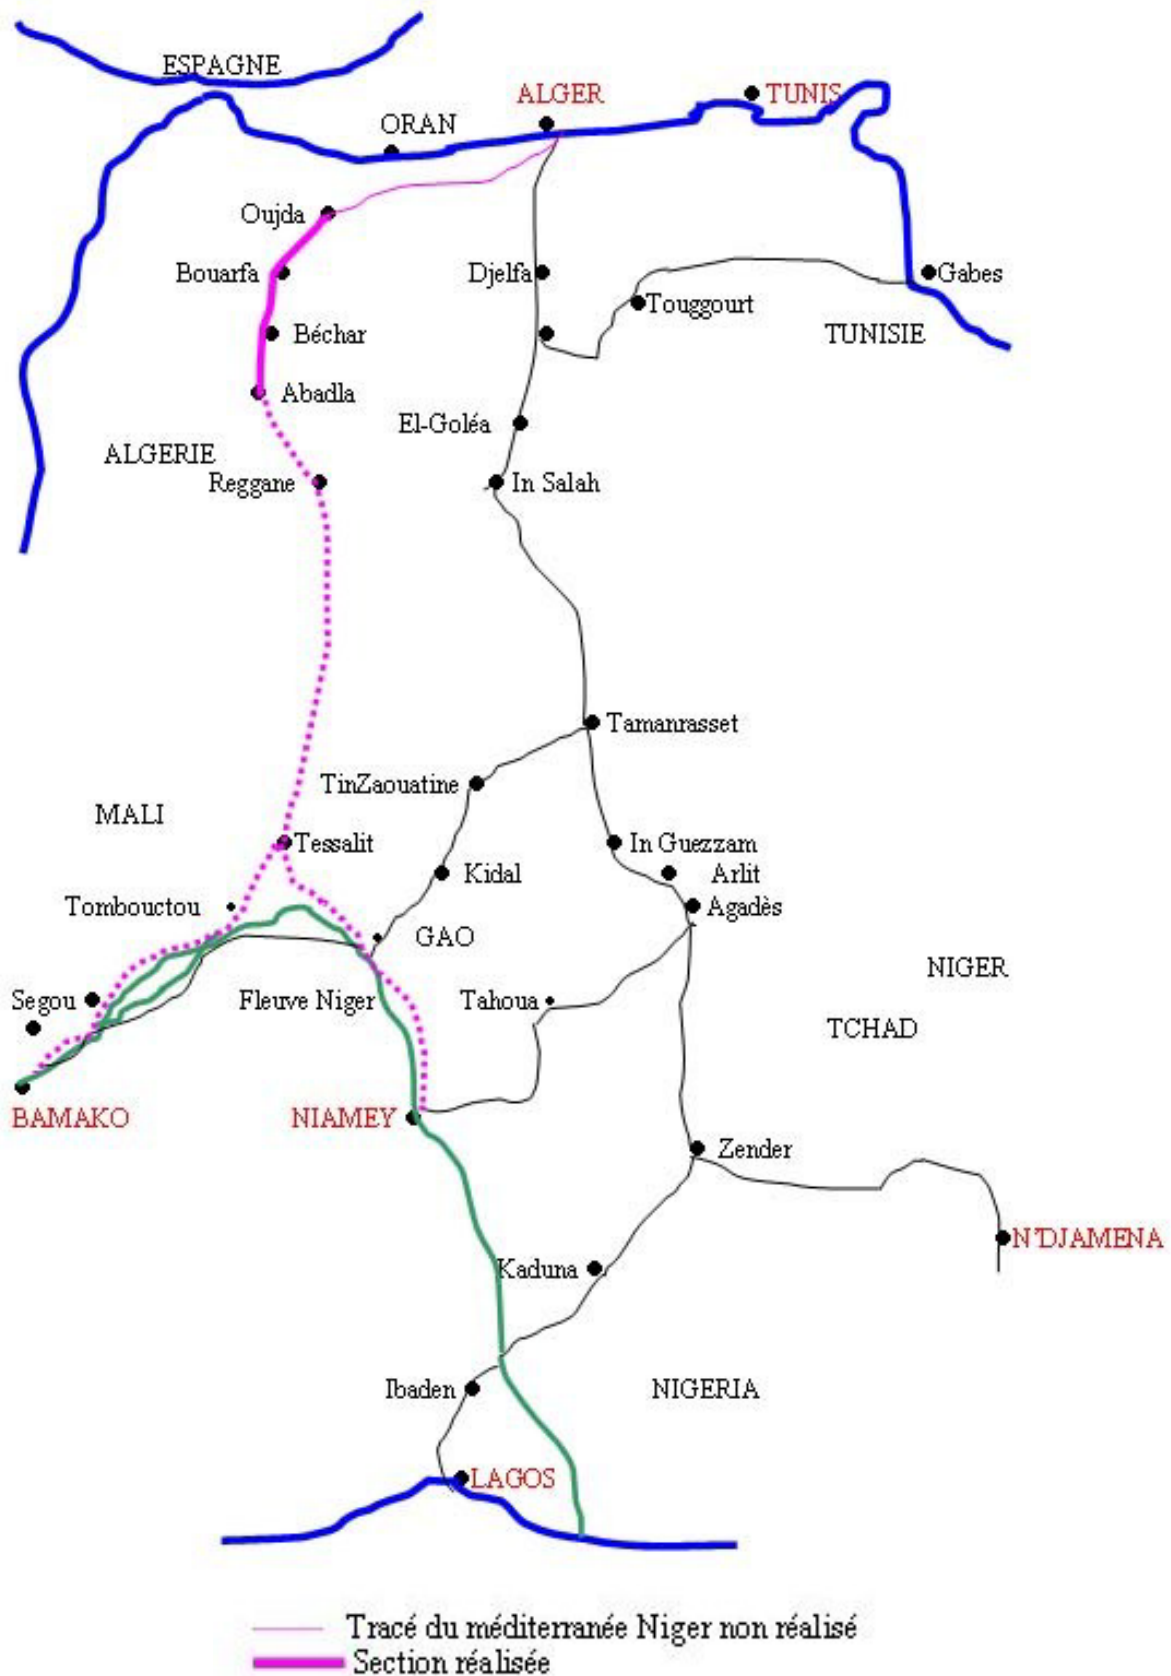 ESPAGNE
ALGER
TUNIS
ORAN
Oujda
Bouarfa
Djelfa
Gabes
Touggourt
Béchar
TUNISIE
Abadla
El-Goléa
ALGERIE
Reggane
In Salah
Tamanrasset
TinZaouatine
MALI
Tessalit
In Guezzam
Kidal
Arlit
Tombouctou
Agadès
GAO
NIGER
Segou
Fleuve Niger
Tahoua
TCHAD
BAMAKO
NIAMEY
Zender
N'DJAMENA
Kaduna
Ibaden
NIGERIA
LAGOS
Tracé du méditerranée Niger non réalisé
Section réalisée